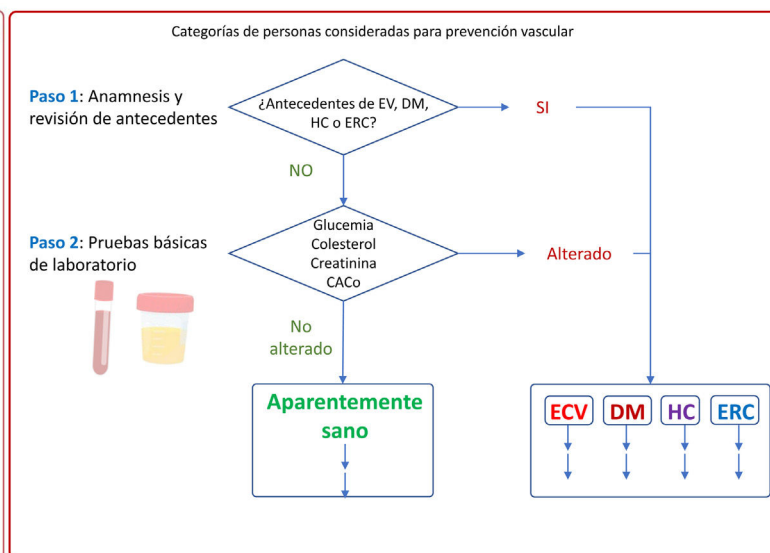 Categorías de personas consideradas para prevención vascular
Paso 1: Anamnesis y
revisión de antecedentes
¿Antecedentes de EV, DM,
HC o ERC?
SI
NO
Paso 2: Pruebas básicas
de laboratorio
Glucemia
Colesterol
Creatinina
CACo
Alterado
No
alterado
Aparentemente
sano
ECV
DM
HC
ERC